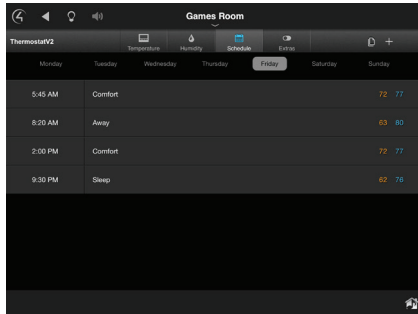 Games Room
ThermostatV2
Temperature Humidity Schedule Extras
Monday Tuesday Wednesday Thursday Friday Saturday Sunday
5:45 AM Comfort 72 77
8:20 AM Away 63 80
2:00 PM Comfort 72 77
9:30 PM Sleep 62 76